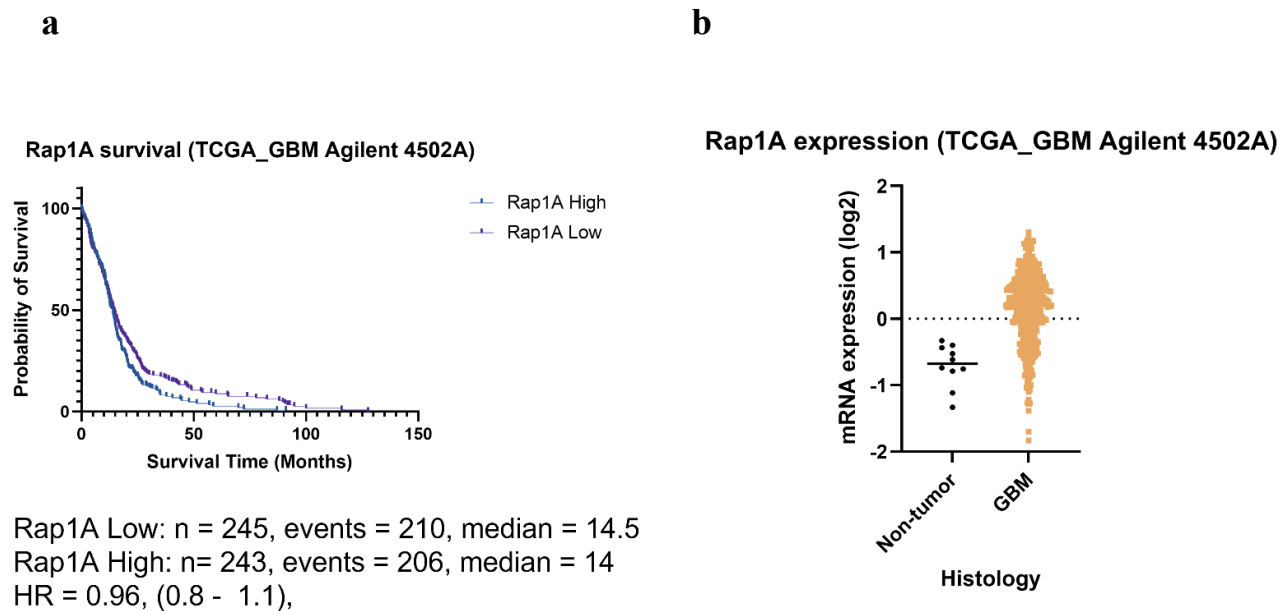 a
Rap1A survival (TCGA_GBM Agilent 4502A)
Probability of Survival
100
50
0
0
50
100
150
Survival Time (Months)
Rap1A High
Rap1A Low
Rap1A Low: n = 245, events = 210, median = 14.5
Rap1A High: n= 243, events = 206, median = 14
HR = 0.96, (0.8 - 1.1),
b
Rap1A expression (TCGA_GBM Agilent 4502A)
mRNA expression (log2)
2
1
0
-1
-2
Non-tumor
GBM
Histology